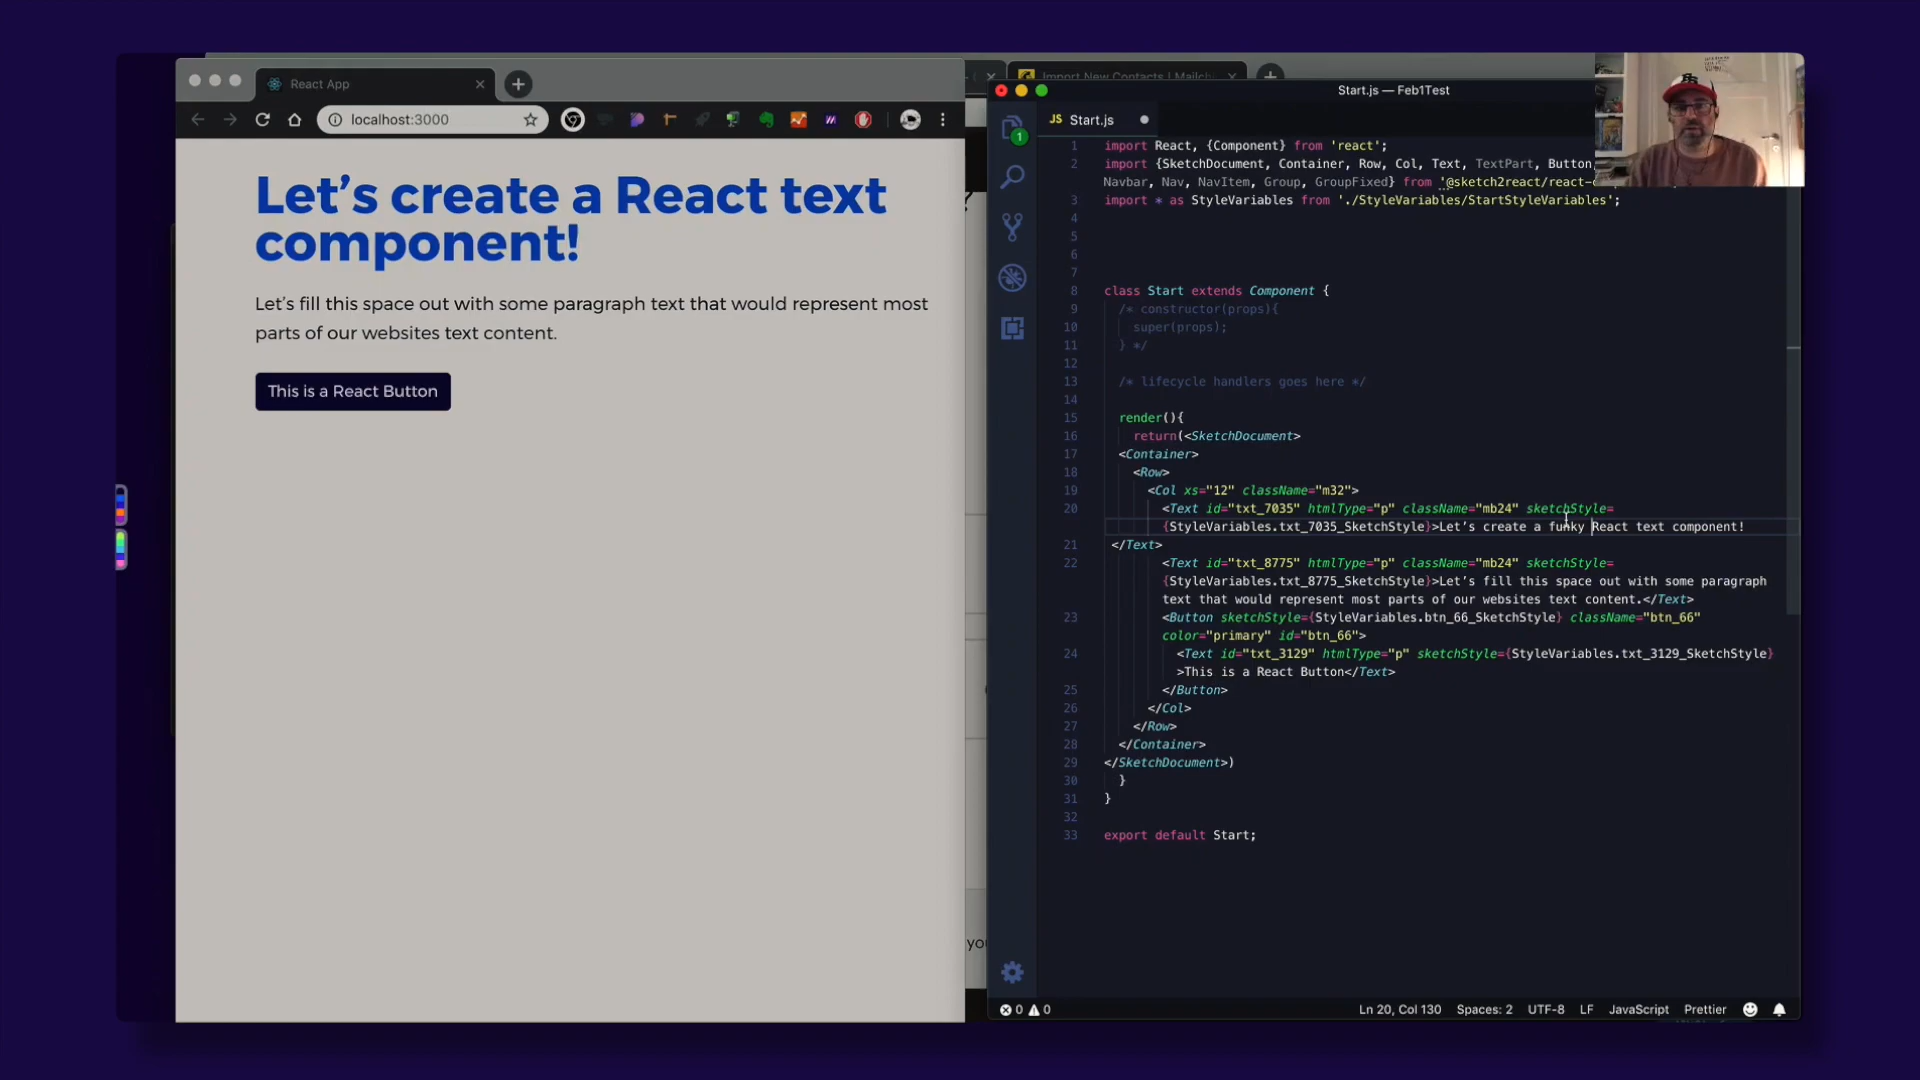 React App
localhost:3000
Let’s create a React text
component!
Let’s fill this space out with some paragraph text that would represent most
parts of our websites text content.
This is a React Button
Import New Contacts | Mailch
you
Start.js — Feb1Test
JS Start.js
1
1 import React, {Component} from 'react';
2 import {SketchDocument, Container, Row, Col, Text, TextPart, Button,
Navbar, Nav, NavItem, Group, GroupFixed} from '@sketch2react/react-
3 import * as StyleVariables from './StyleVariables/StartStyleVariables';
4
5
6
7
8 class Start extends Component {
9 /* constructor(props){
10 super(props);
11 } */
12
13 /* lifecycle handlers goes here */
14
15 render(){
16 return(<SketchDocument>
17 <Container>
18 <Row>
19 <Col xs="12" className="m32">
20 <Text id="txt_7035" htmlType="p" className="mb24" sketchStyle=
{StyleVariables.txt_7035_SketchStyle}>Let’s create a funky React text component!
21 </Text>
22 <Text id="txt_8775" htmlType="p" className="mb24" sketchStyle=
{StyleVariables.txt_8775_SketchStyle}>Let’s fill this space out with some paragraph
text that would represent most parts of our websites text content.</Text>
23 <Button sketchStyle={StyleVariables.btn_66_SketchStyle} className="btn_66"
color="primary" id="btn_66">
24 <Text id="txt_3129" htmlType="p" sketchStyle={StyleVariables.txt_3129_SketchStyle}
>This is a React Button</Text>
25 </Button>
26 </Col>
27 </Row>
28 </Container>
29 </SketchDocument>)
30 }
31 }
32
33 export default Start;
0 0 Ln 20, Col 130 Spaces: 2 UTF-8 LF JavaScript Prettier